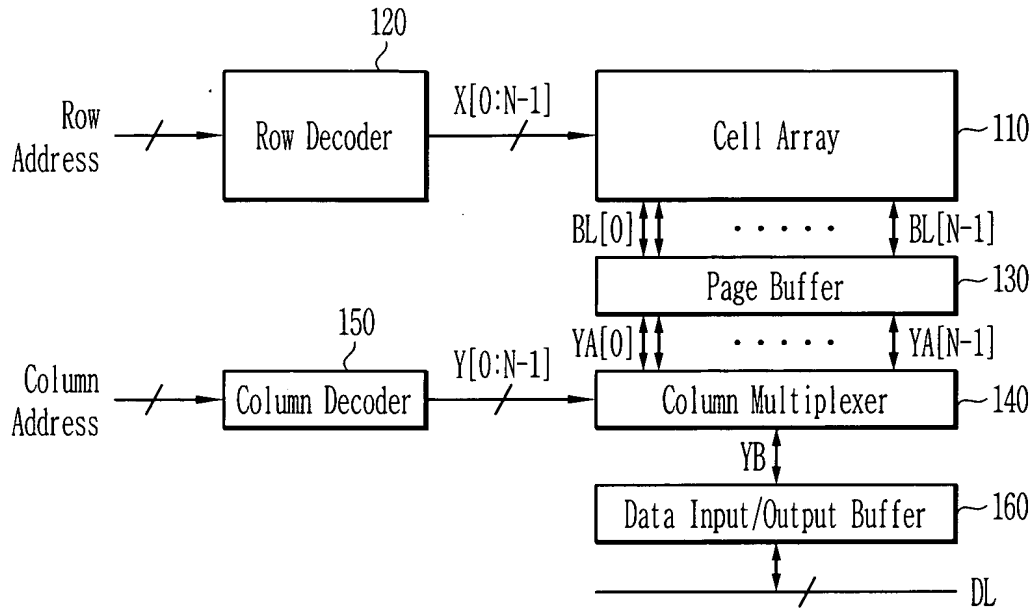 120
Row
Address
Row Decoder
X[0:N-1]
Cell Array
110
BL[0]
BL[N-1]
Page Buffer
130
150
YA[0]
YA[N-1]
Column
Address
Column Decoder
Y[0:N-1]
Column Multiplexer
140
YB
Data Input/Output Buffer
160
DL